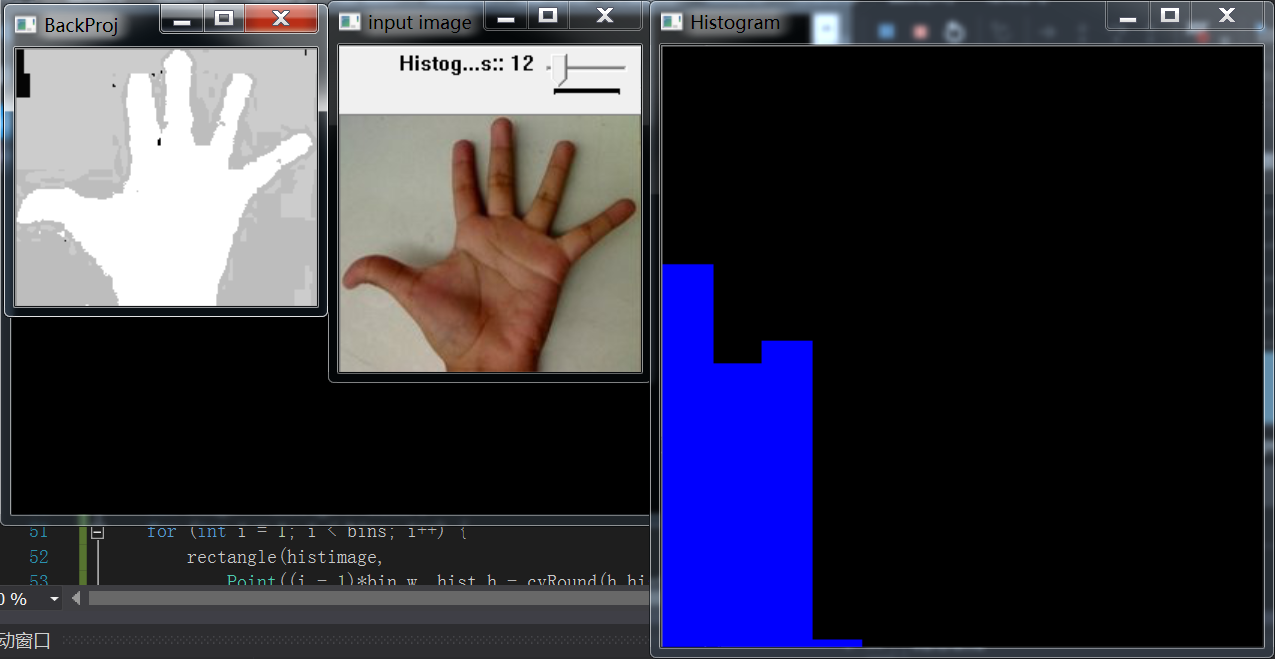 BackProj
input image
Histogram
Histog...s:: 12
51 for (int i = 1; i < bins; i++) {
52 rectangle(histimage,
53 Point((i - 1)*bin_w, hist_h - cvRound(h_hi
0 %
动窗口